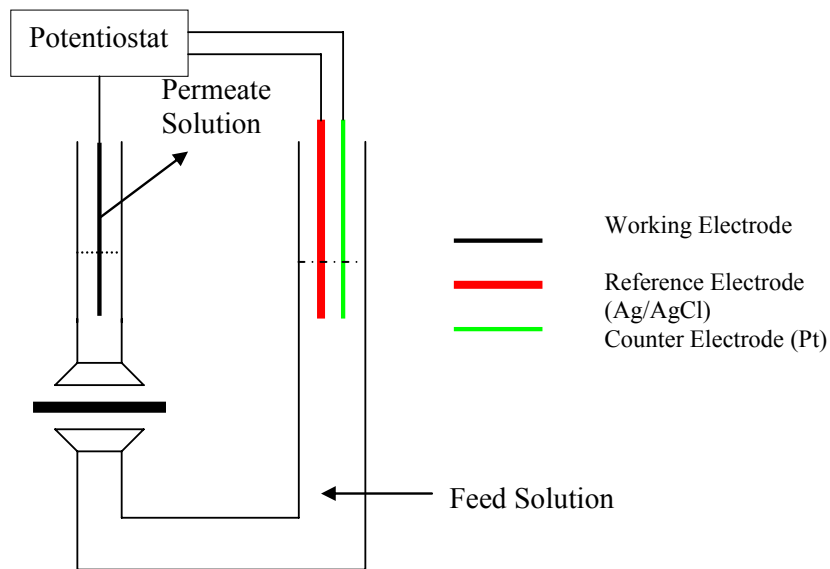 Potentiostat
Permeate
Solution
Working Electrode
Reference Electrode
(Ag/AgCl)
Counter Electrode (Pt)
Feed Solution